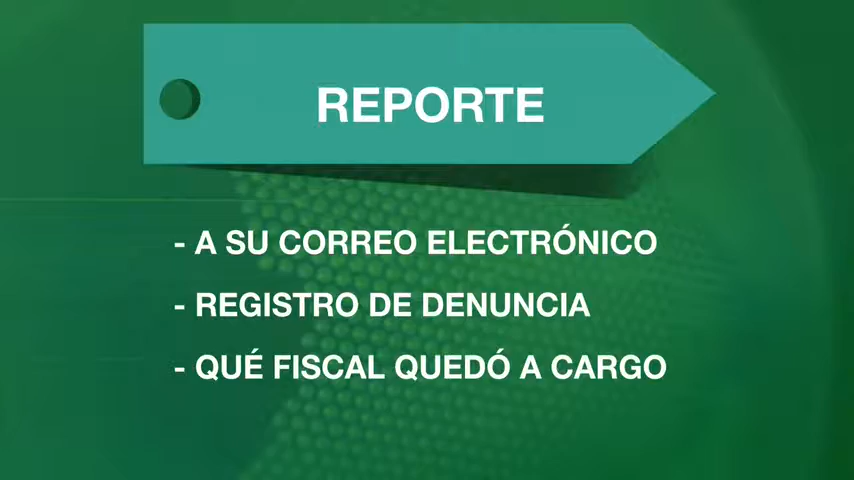 REPORTE
- A SU CORREO ELECTRÓNICO
- REGISTRO DE DENUNCIA
- QUÉ FISCAL QUEDÓ A CARGO